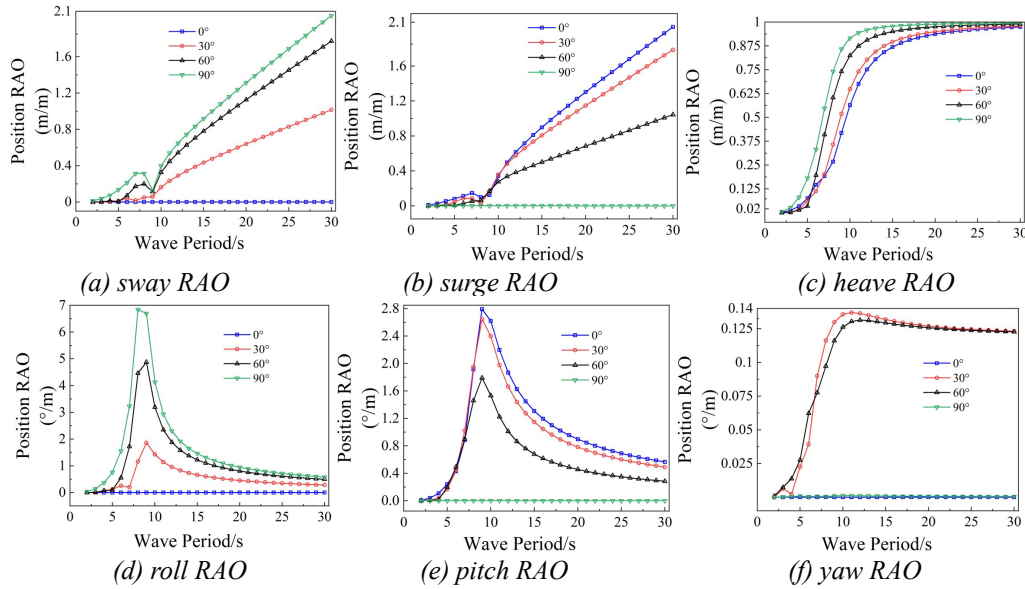 2.1
1.7
1.3
0.8
0.4
0
0 5 10 15 20 25 30
Position RAO
(m/m)
Wave Period/s
0°
30°
60°
90°
(a) sway RAO
2.1
1.7
1.3
0.8
0.4
0
0 5 10 15 20 25 30
Position RAO
(m/m)
Wave Period/s
0°
30°
60°
90°
(b) surge RAO
0.875
0.75
0.625
0.5
0.375
0.25
0.125
0.02
0 5 10 15 20 25 30
Position RAO
(m/m)
Wave Period/s
0°
30°
60°
90°
(c) heave RAO
7
6
5
4
3
2
1
0
0 5 10 15 20 25 30
Position RAO
(°/m)
Wave Period/s
0°
30°
60°
90°
(d) roll RAO
2.8
2.4
2.0
1.6
1.2
0.8
0.4
0.0
0 5 10 15 20 25 30
Position RAO
(°/m)
Wave Period/s
0°
30°
60°
90°
(e) pitch RAO
0.14
0.125
0.1
0.075
0.05
0.025
0 5 10 15 20 25 30
Position RAO
(°/m)
Wave Period/s
0°
30°
60°
90°
(f) yaw RAO